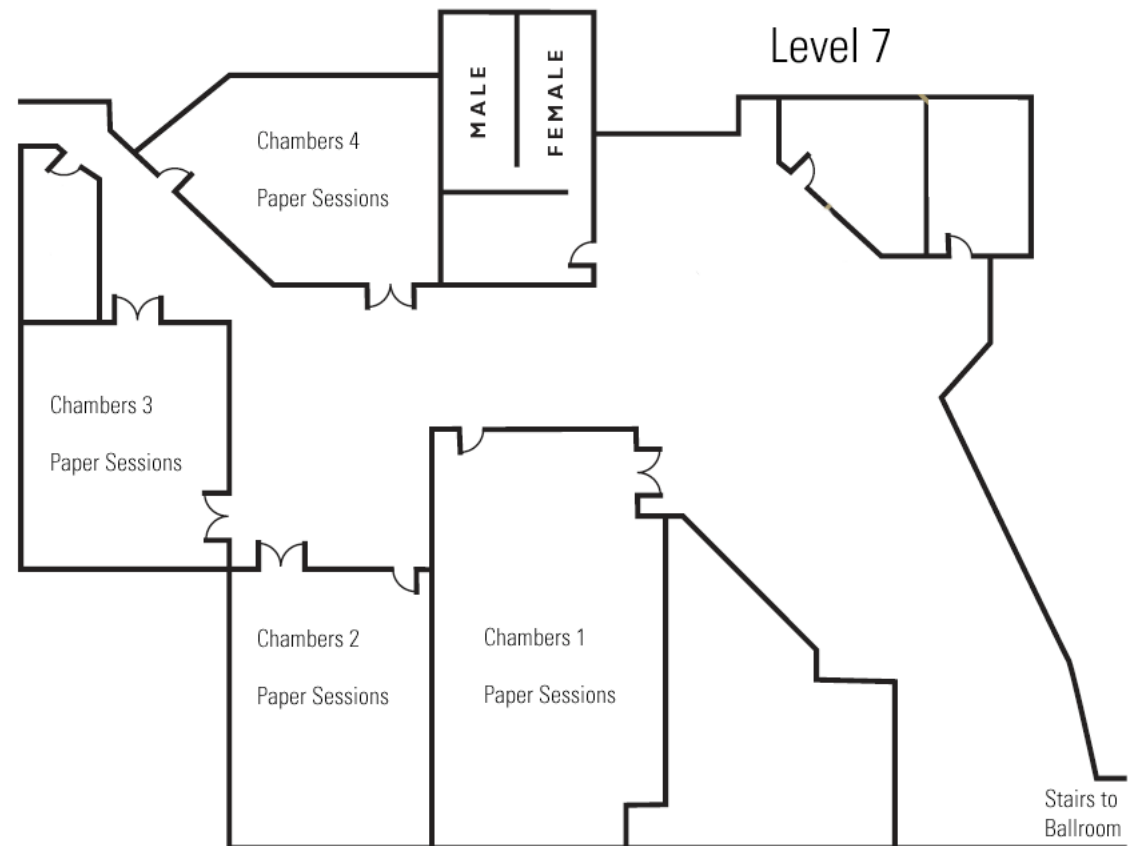 Level 7
MALE
FEMALE
Chambers 4
Paper Sessions
Chambers 3
Paper Sessions
Chambers 2
Paper Sessions
Chambers 1
Paper Sessions
Stairs to
Ballroom